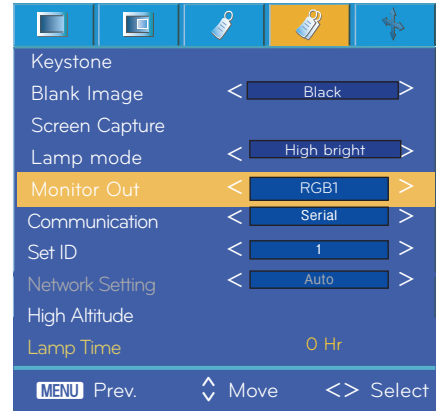 Keystone
Blank Image < Black >
Screen Capture
Lamp mode < High bright >
Monitor Out < RGB1 >
Communication < Serial >
Set ID < 1 >
Network Setting < Auto >
High Altitude
Lamp Time 0 Hr
MENU Prev. Move <> Select